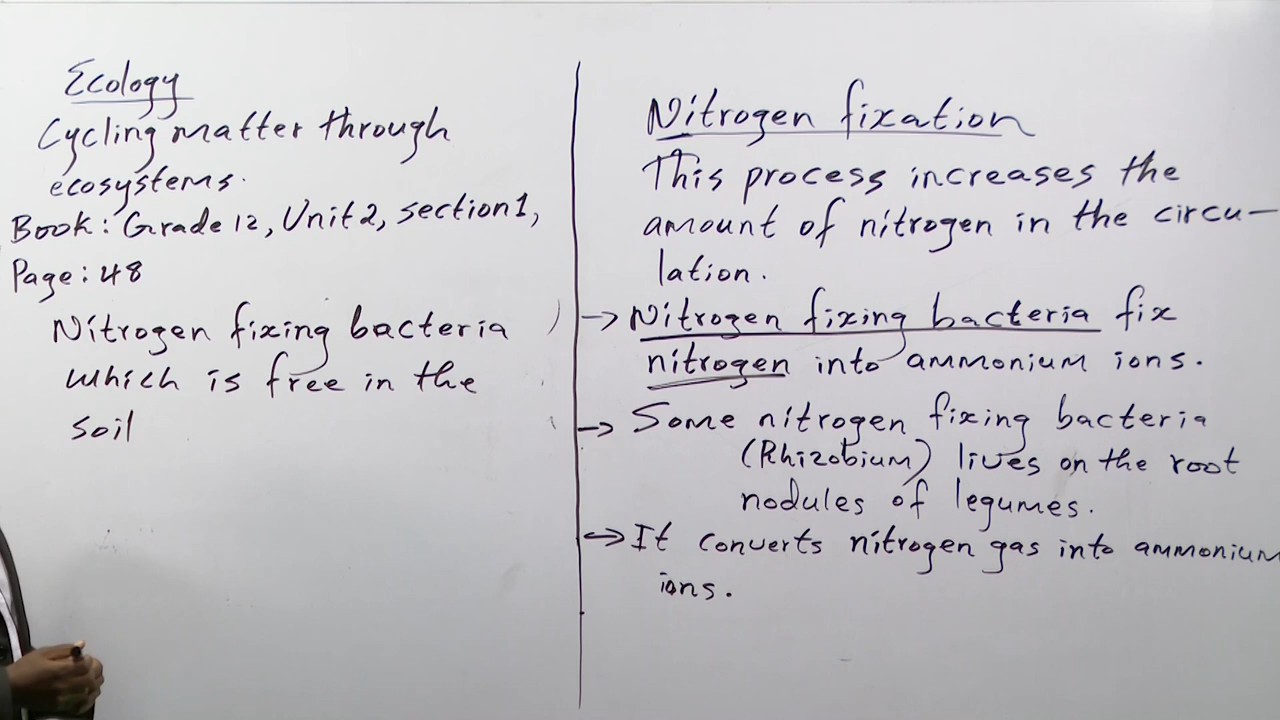 Ecology
Cycling matter through
ecosystems.
Book: Grade 12, Unit 2, section 1,
Page: 48
Nitrogen fixing bacteria
which is free in the
soil
Nitrogen fixation
This process increases the
amount of nitrogen in the circu-
lation.
→ Nitrogen fixing bacteria fix
nitrogen into ammonium ions.
→ Some nitrogen fixing bacteria
(Rhizobium) lives on the root
nodules of legumes.
→ It converts nitrogen gas into ammonium
ions.